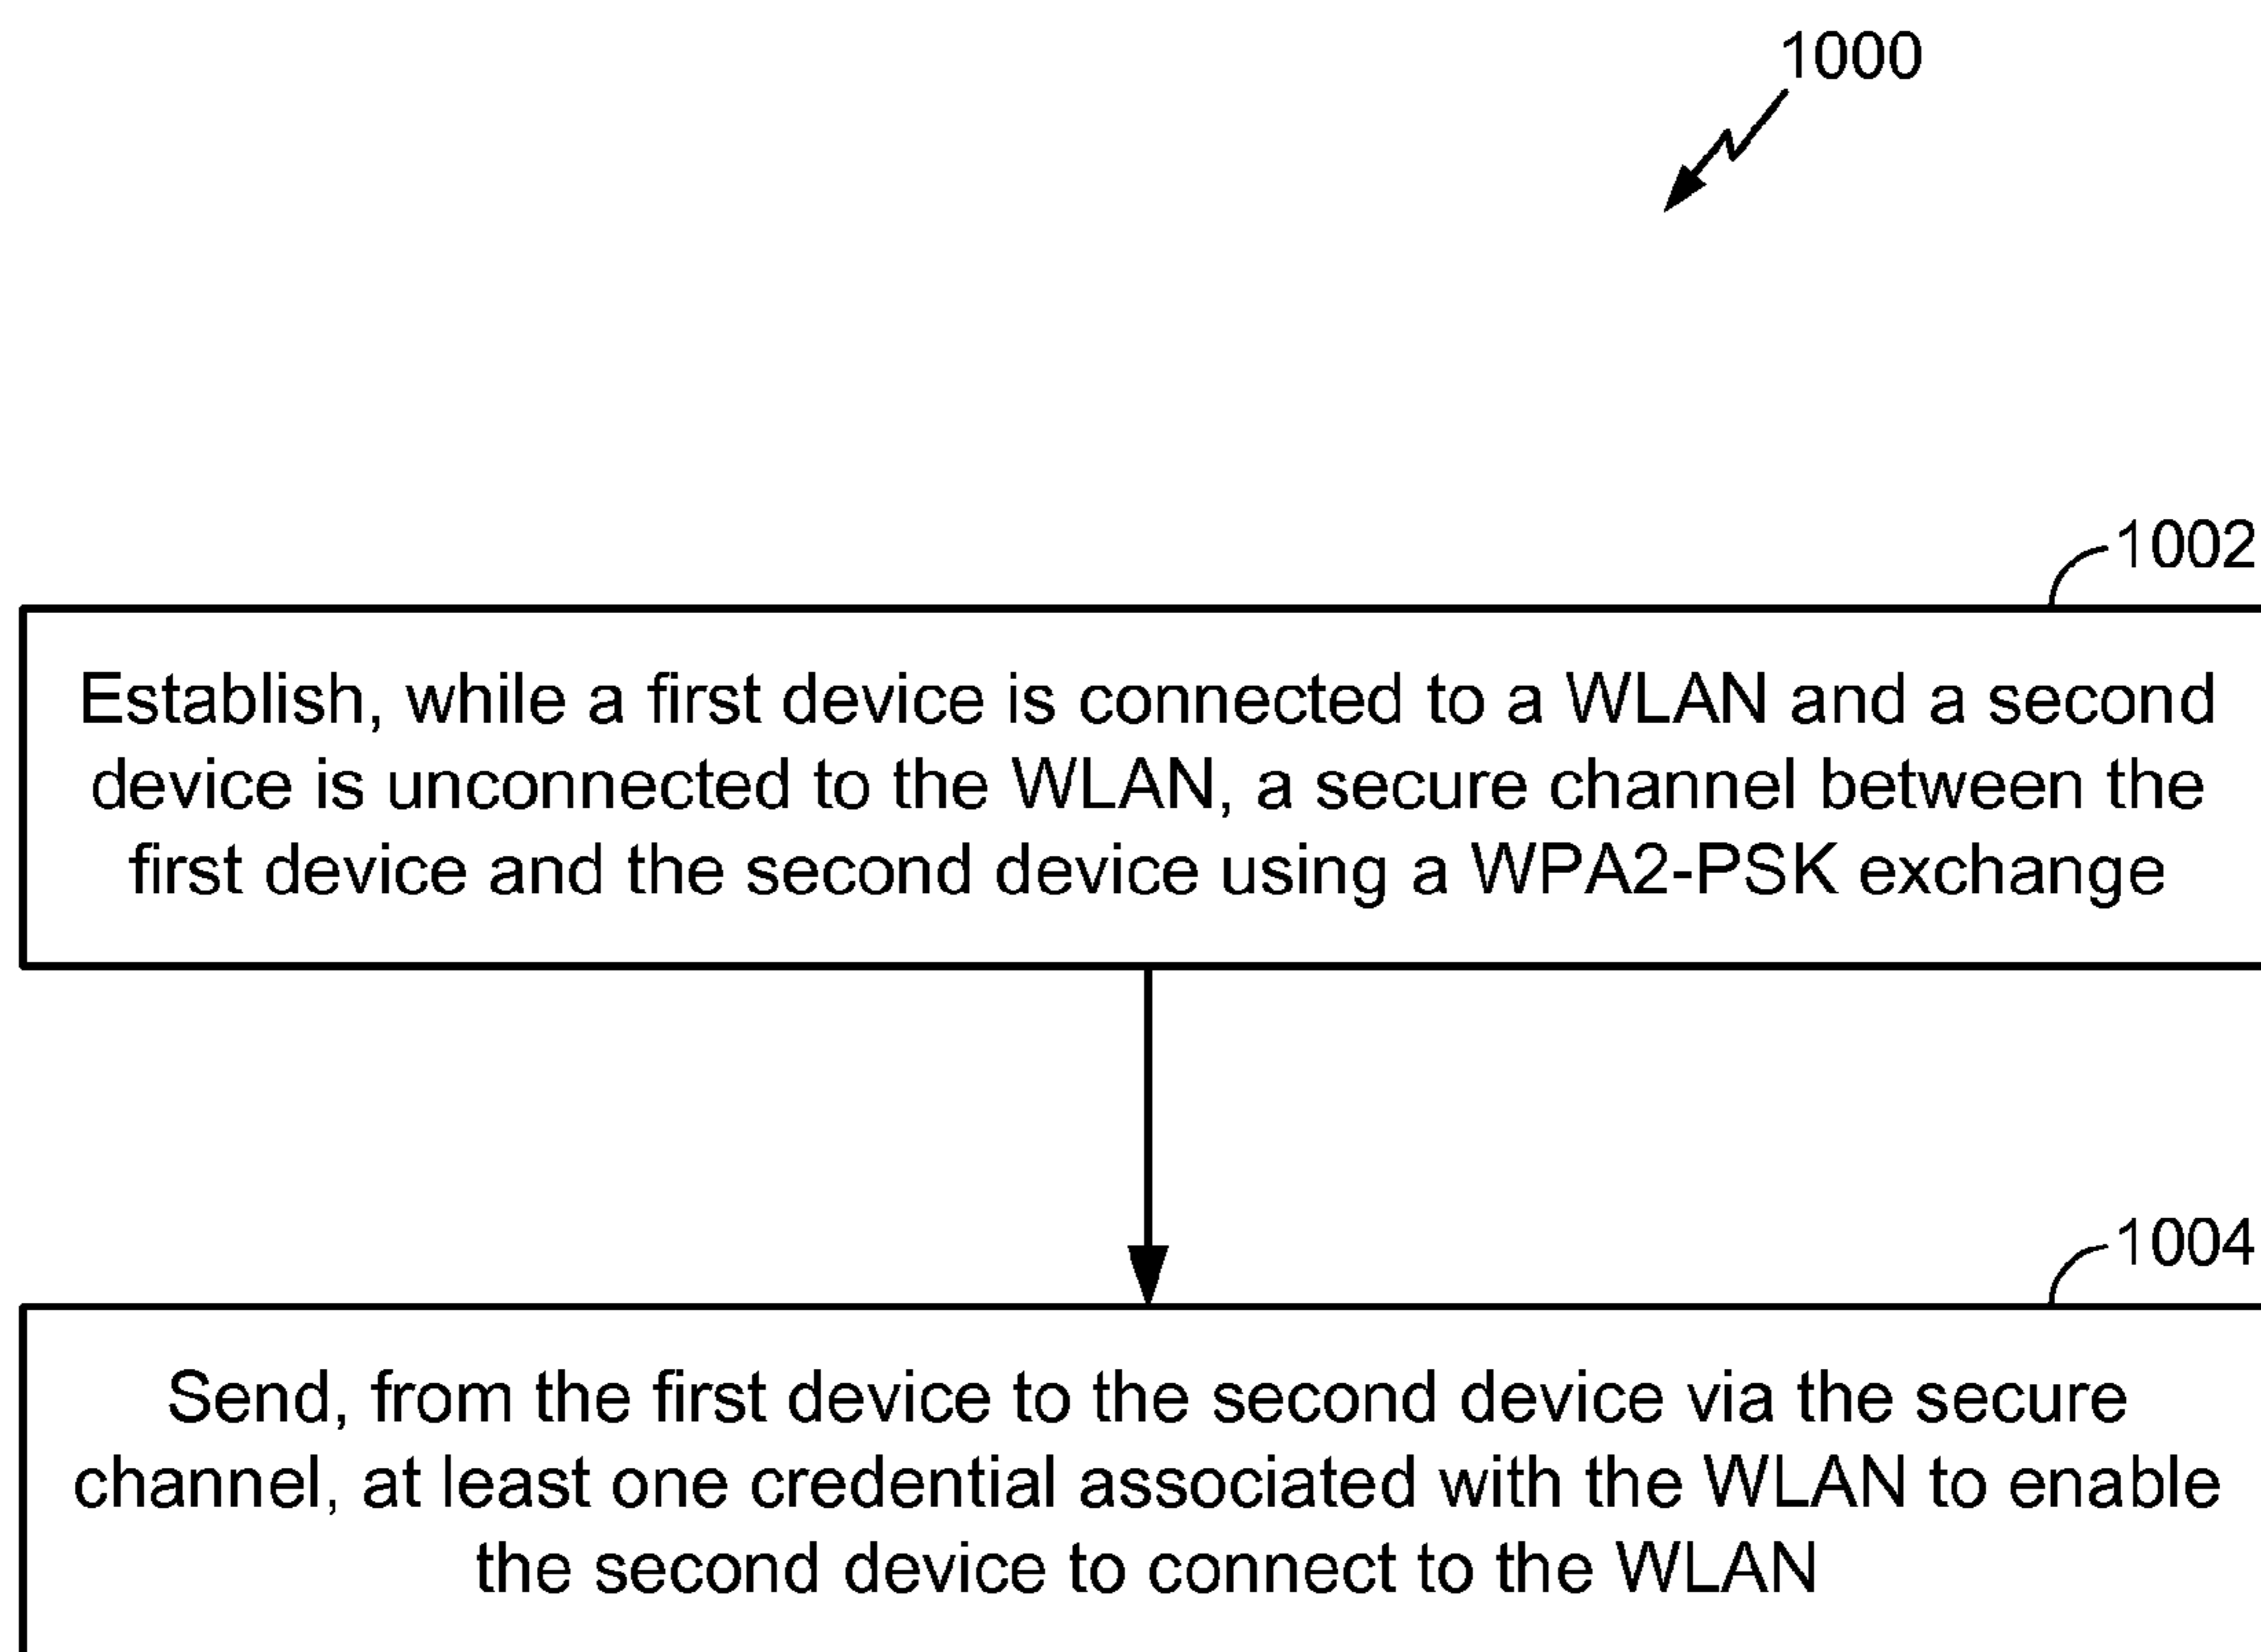 1000
1002
Establish, while a first device is connected to a WLAN and a second
device is unconnected to the WLAN, a secure channel between the
first device and the second device using a WPA2-PSK exchange
1004
Send, from the first device to the second device via the secure
channel, at least one credential associated with the WLAN to enable
the second device to connect to the WLAN